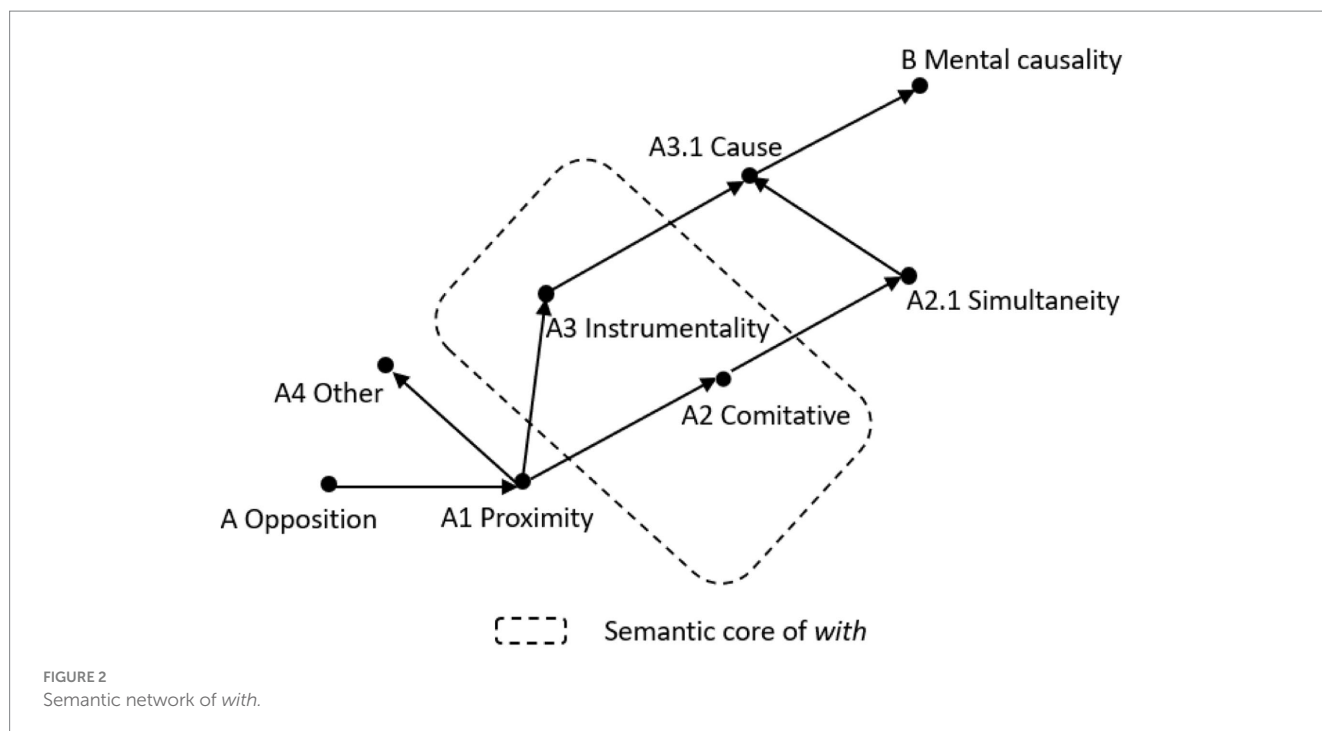 B Mental causality
A3.1 Cause
A2.1 Simultaneity
A3 Instrumentality
A4 Other
A2 Comitative
A Opposition
A1 Proximity
Semantic core of with
FIGURE 2
Semantic network of with.